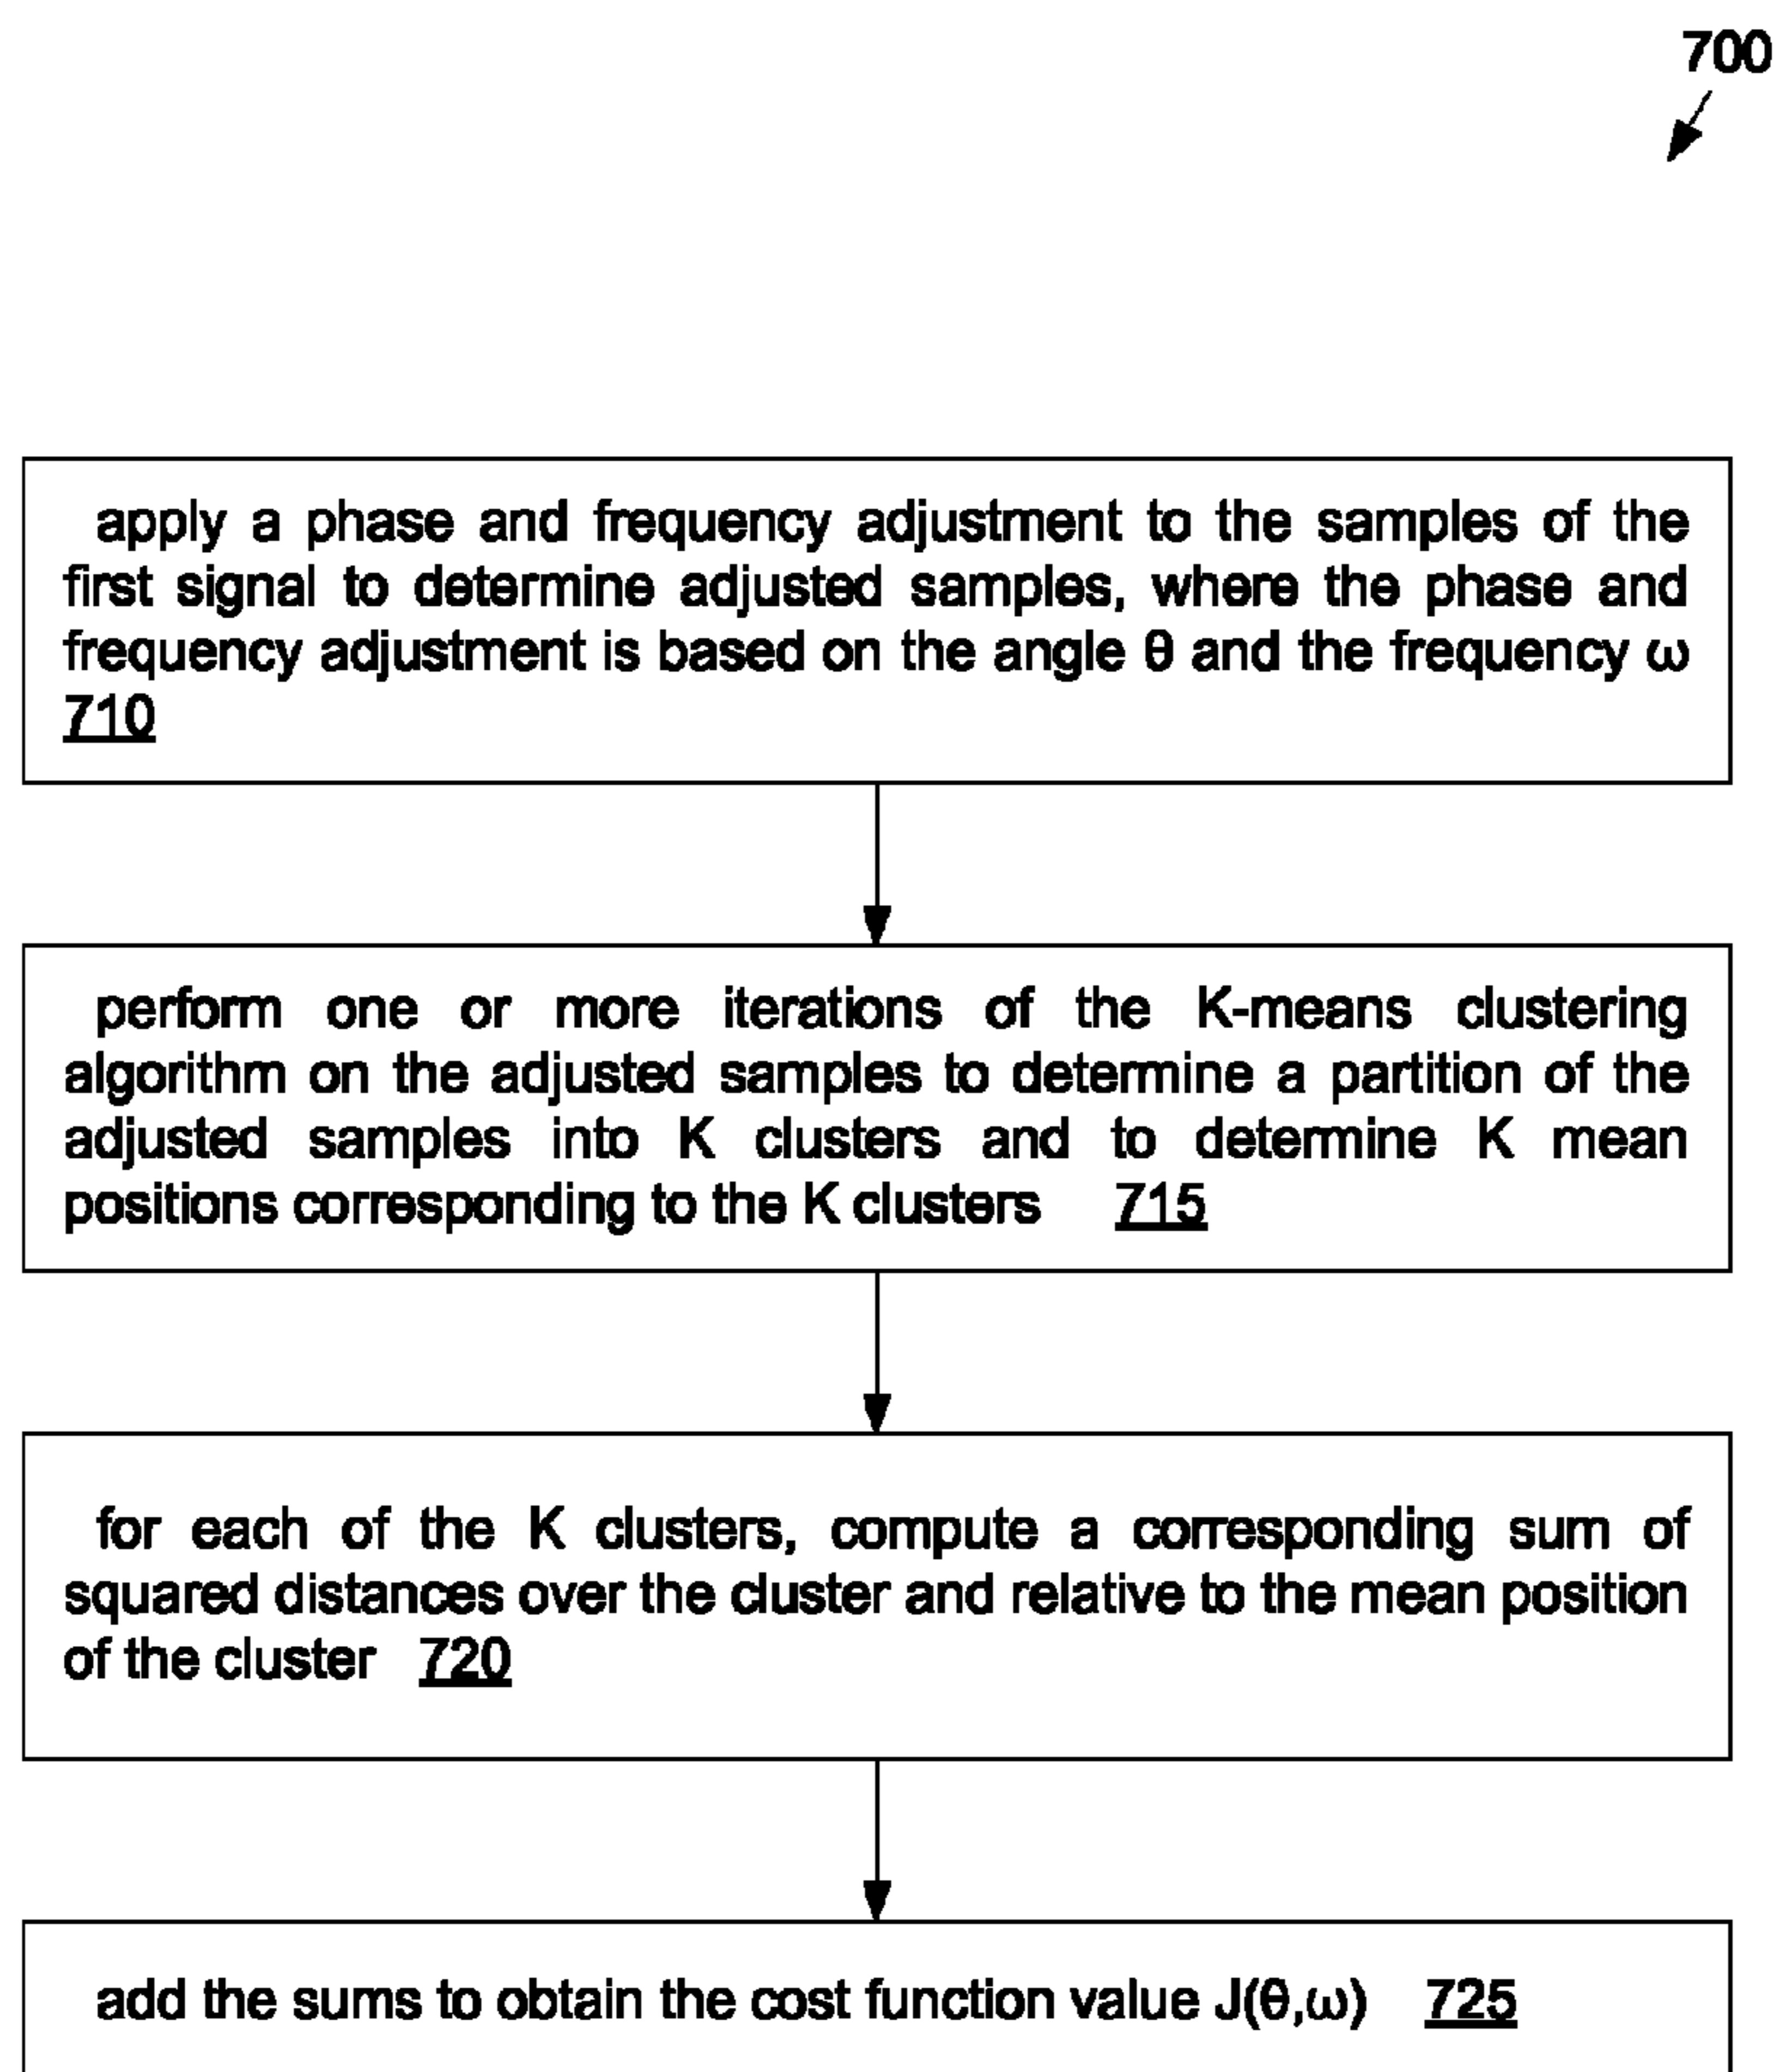 700
apply a phase and frequency adjustment to the samples of the
first signal to determine adjusted samples, where the phase and
frequency adjustment is based on the angle θ and the frequency ω
710
perform one or more iterations of the K-means clustering
algorithm on the adjusted samples to determine a partition of the
adjusted samples into K clusters and to determine K mean
positions corresponding to the K clusters 715
for each of the K clusters, compute a corresponding sum of
squared distances over the cluster and relative to the mean position
of the cluster 720
add the sums to obtain the cost function value J(θ,ω) 725